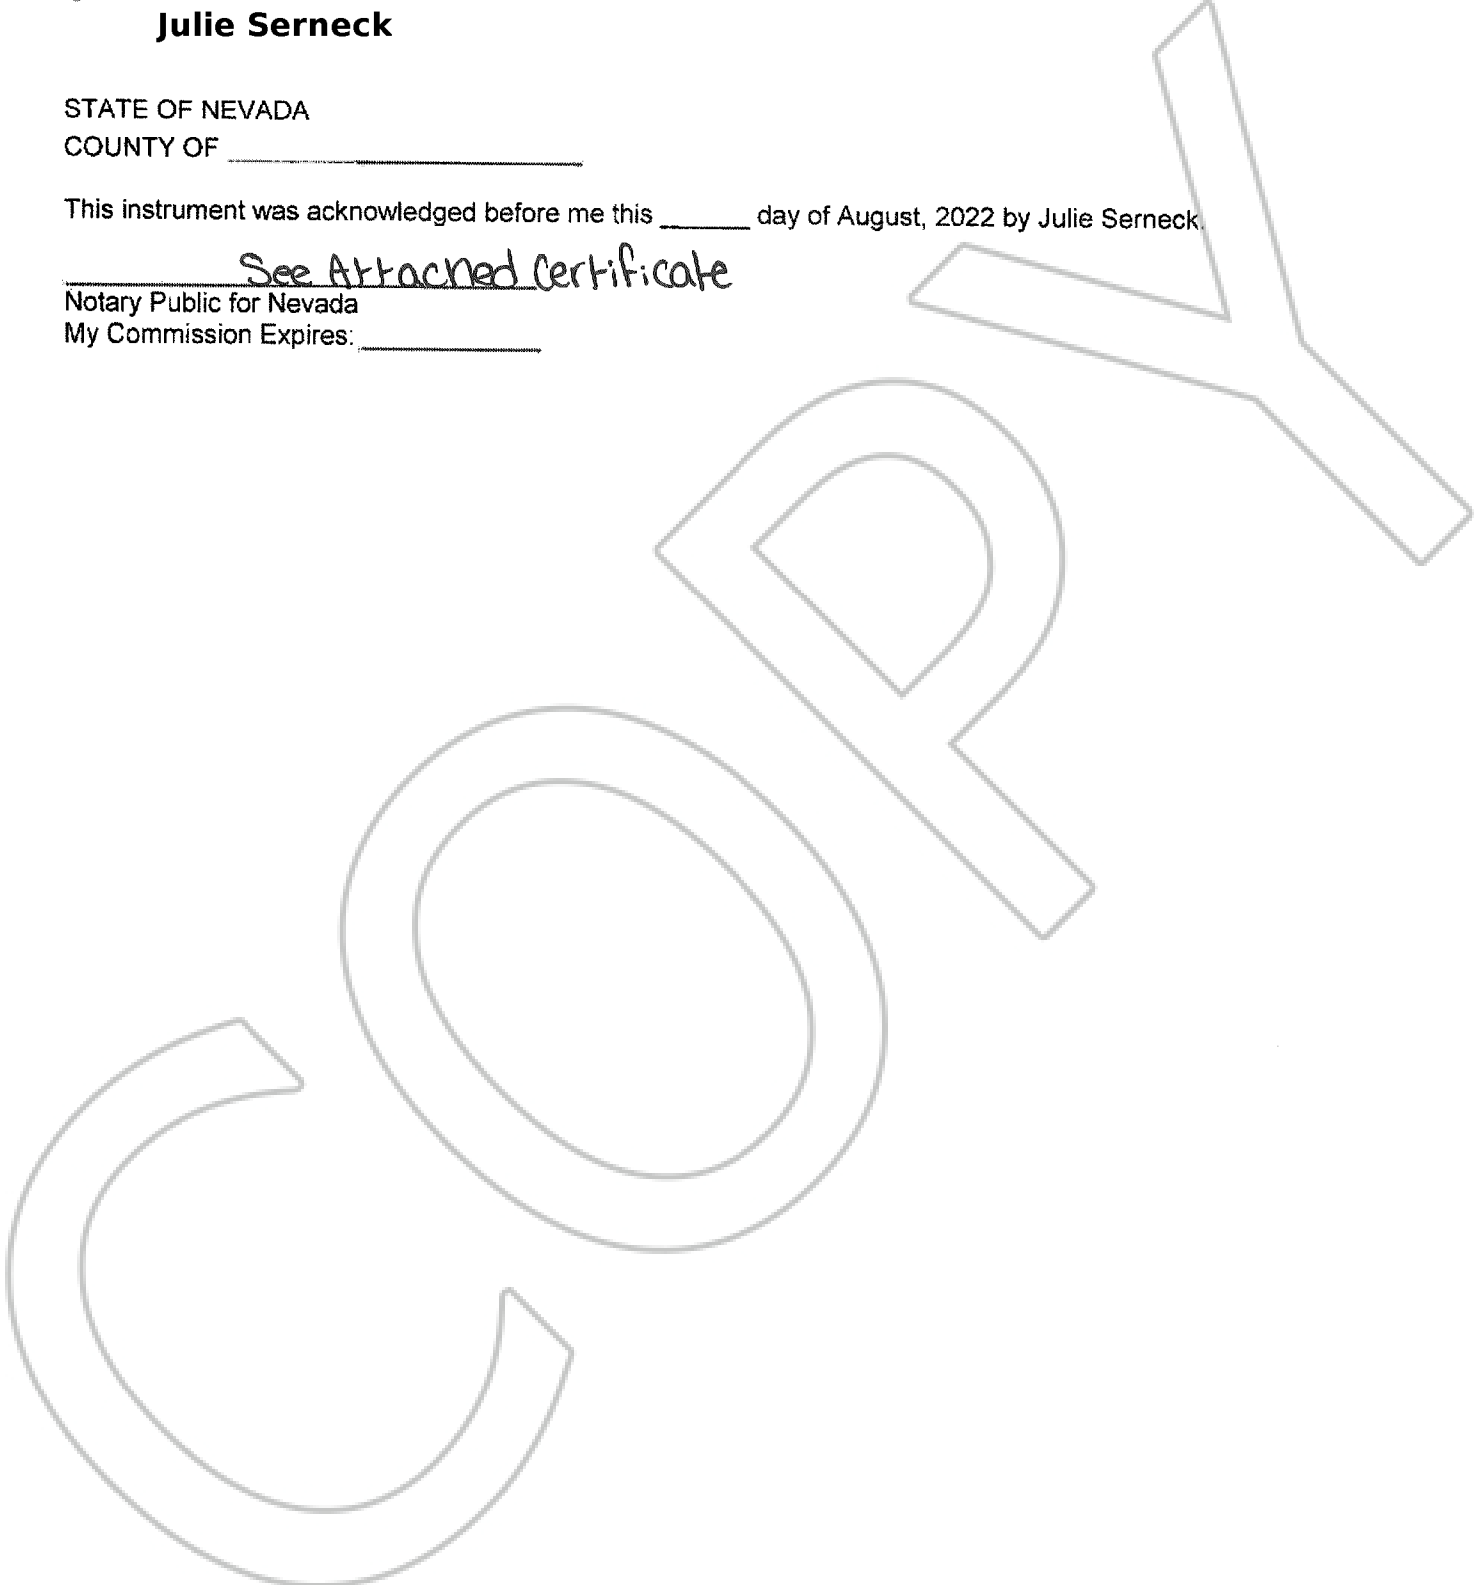 Julie Serneck
STATE OF NEVADA
COUNTY OF
This instrument was acknowledged before me this ______ day of August, 2022 by Julie Serneck.
See Attached Certificate
Notary Public for Nevada
My Commission Expires:
COPY